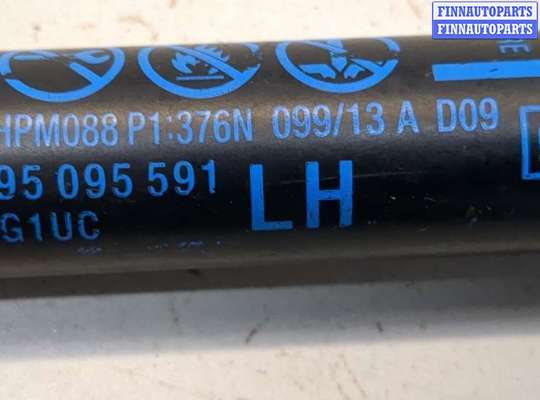 FINNAUTOPARTS
FINNAUTOPARTS
HPM088 P1:376N 099/13 A D09
95 095 591
G1UC
LH